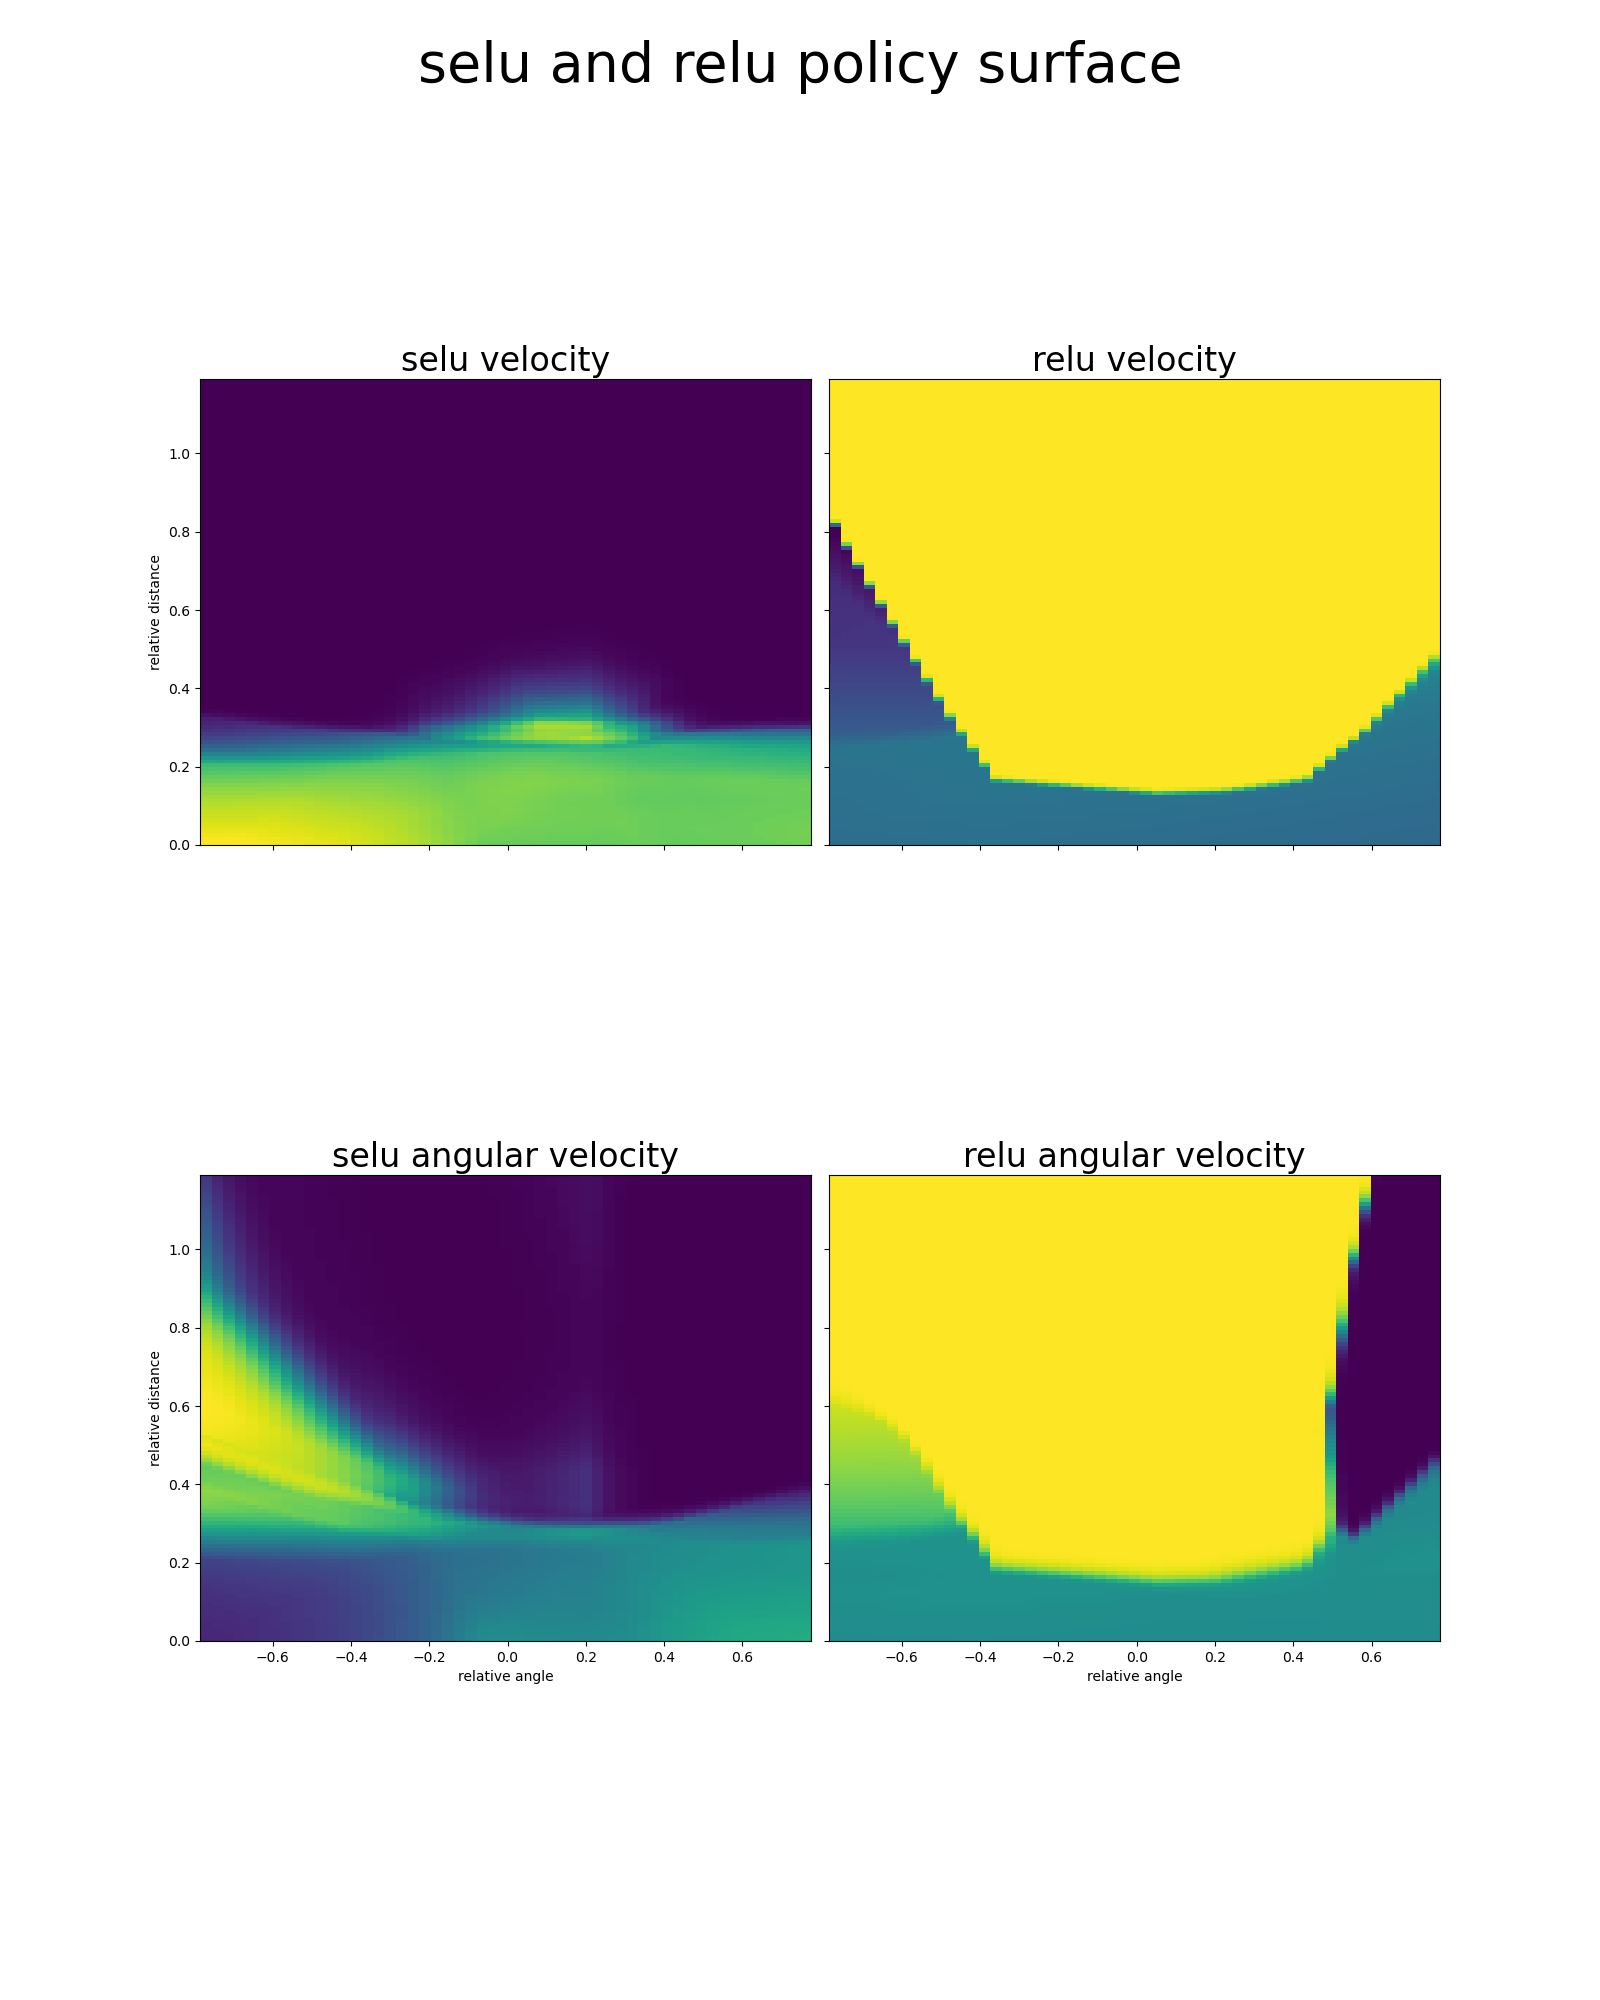 selu and relu policy surface
selu velocity
relu velocity
relative distance
1.0
0.8
0.6
0.4
0.2
0.0
selu angular velocity
relu angular velocity
relative distance
1.0
0.8
0.6
0.4
0.2
0.0
−0.6 −0.4 −0.2 0.0 0.2 0.4 0.6
relative angle
−0.6 −0.4 −0.2 0.0 0.2 0.4 0.6
relative angle